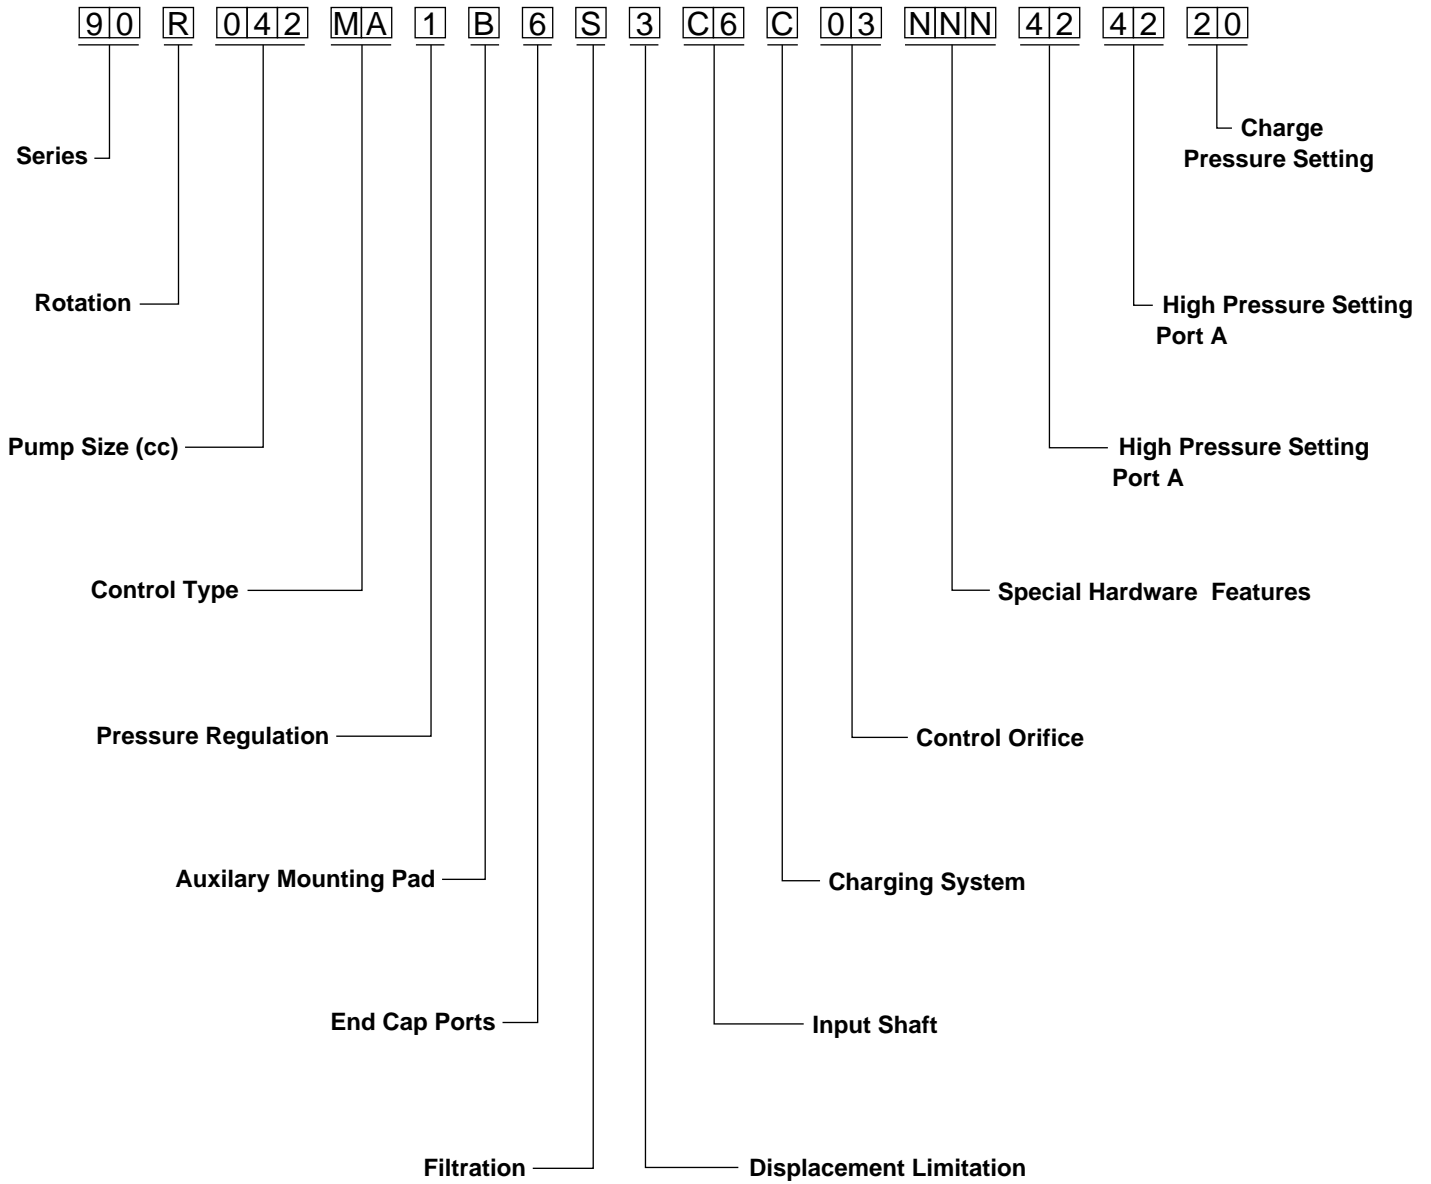 90 R 042 MA 1 B 6 S 3 C6 C 03 NNN 42 42 20
Charge
Pressure Setting
Series
Rotation
High Pressure Setting
Port A
Pump Size (cc)
High Pressure Setting
Port A
Control Type
Special Hardware Features
Pressure Regulation
Control Orifice
Auxilary Mounting Pad
Charging System
End Cap Ports
Input Shaft
Filtration
Displacement Limitation